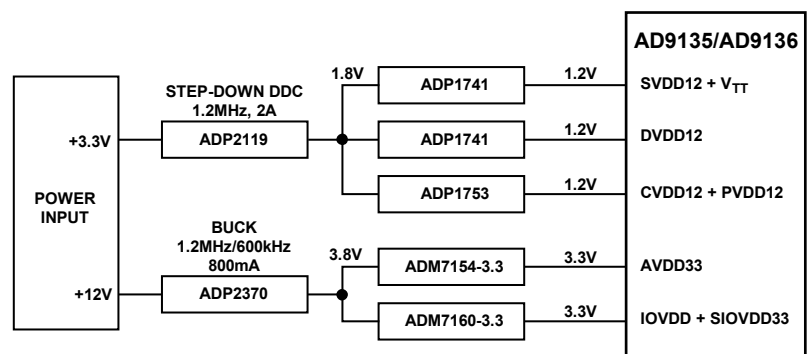 AD9135/AD9136
POWER
INPUT
+3.3V
+12V
STEP-DOWN DDC
1.2MHz, 2A
ADP2119
1.8V
ADP1741
1.2V
SVDD12 + VTT
ADP1741
1.2V
DVDD12
ADP1753
1.2V
CVDD12 + PVDD12
BUCK
1.2MHz/600kHz
800mA
ADP2370
3.8V
ADM7154-3.3
3.3V
AVDD33
ADM7160-3.3
3.3V
IOVDD + SIOVDD33